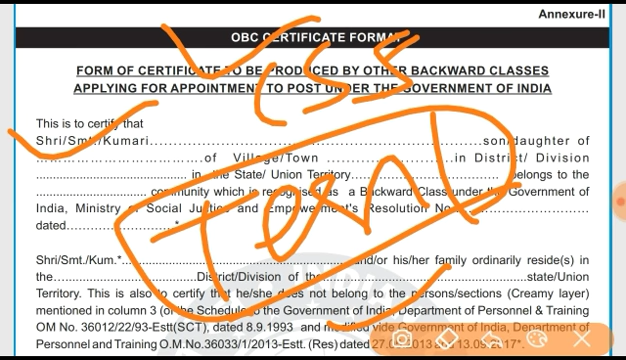 Annexure-II
OBC CERTIFICATE FORMAT
FORM OF CERTIFICATE TO BE PRODUCED BY OTHER BACKWARD CLASSES
APPLYING FOR APPOINTMENT TO POST UNDER THE GOVERNMENT OF INDIA
This is to certify that
Shri/Smt./Kumari.......................................................................son/daughter of
.......................................of Village/Town ...............................in District/ Division
............................... in the State/ Union Territory............................... belongs to the
............................... community which is recognised as a Backward Class under the Government of
India, Ministry of Social Justice and Empowerment's Resolution No...............................
dated...............................*
Shri/Smt./Kum.*...............................and/or his/her family ordinarily reside(s) in
the...............................District/Division of the...............................state/Union
Territory. This is also to certify that he/she does not belong to the persons/sections (Creamy layer)
mentioned in column 3 (of the Schedule to the Government of India, Department of Personnel & Training
OM No. 36012/22/93-Estt(SCT), dated 8.9.1993 and modified vide Government of India, Department of
Personnel and Training O.M.No.36033/1/2013-Estt. (Res) dated 27.05.2013 and 13.09.2017*.